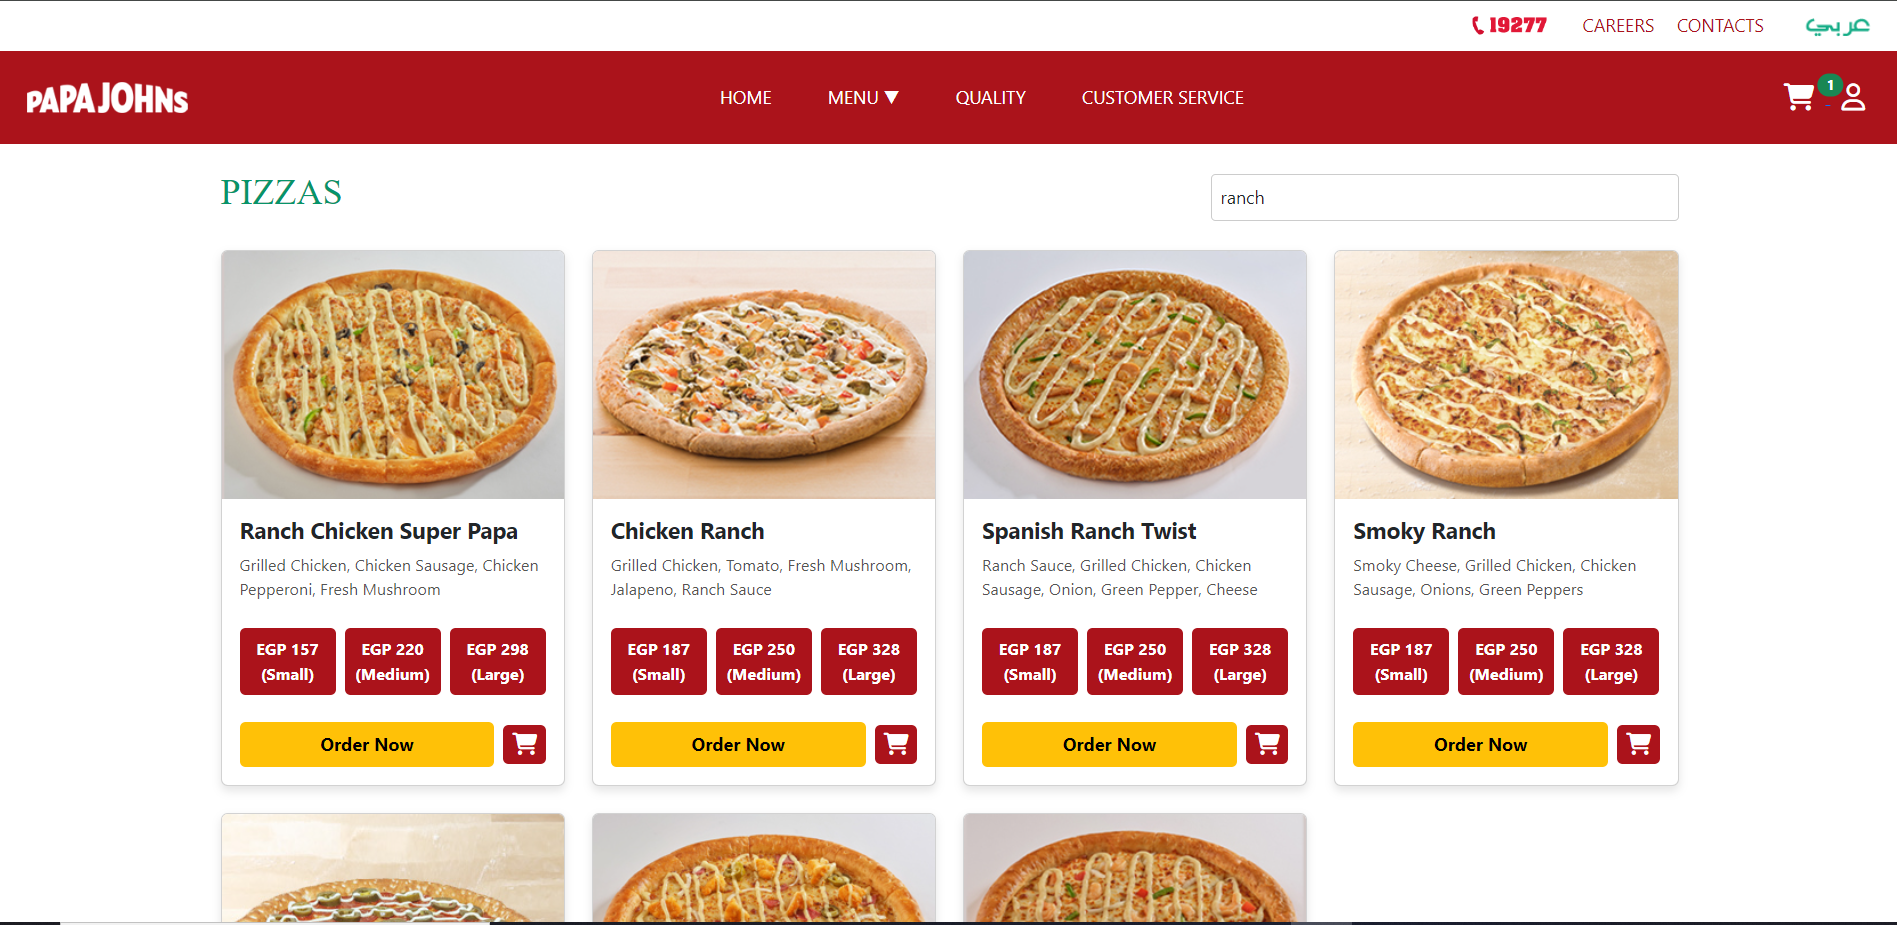 19277 CAREERS CONTACTS عربي
PAPA JOHNS HOME MENU ▼ QUALITY CUSTOMER SERVICE 1
PIZZAS
ranch
Ranch Chicken Super Papa
Grilled Chicken, Chicken Sausage, Chicken
Pepperoni, Fresh Mushroom
EGP 157
(Small)
EGP 220
(Medium)
EGP 298
(Large)
Order Now
Chicken Ranch
Grilled Chicken, Tomato, Fresh Mushroom,
Jalapeno, Ranch Sauce
EGP 187
(Small)
EGP 250
(Medium)
EGP 328
(Large)
Order Now
Spanish Ranch Twist
Ranch Sauce, Grilled Chicken, Chicken
Sausage, Onion, Green Pepper, Cheese
EGP 187
(Small)
EGP 250
(Medium)
EGP 328
(Large)
Order Now
Smoky Ranch
Smoky Cheese, Grilled Chicken, Chicken
Sausage, Onions, Green Peppers
EGP 187
(Small)
EGP 250
(Medium)
EGP 328
(Large)
Order Now